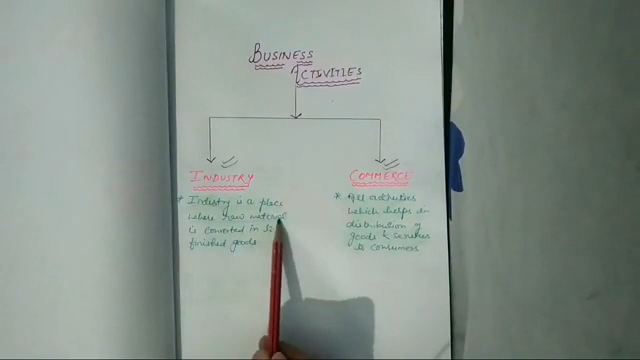 BUSINESS
ACTIVITIES
INDUSTRY
* Industry is a place
where raw material
is converted in to
finished goods
COMMERCE
* All activities
which helps in
distribution of
goods & services
to consumers